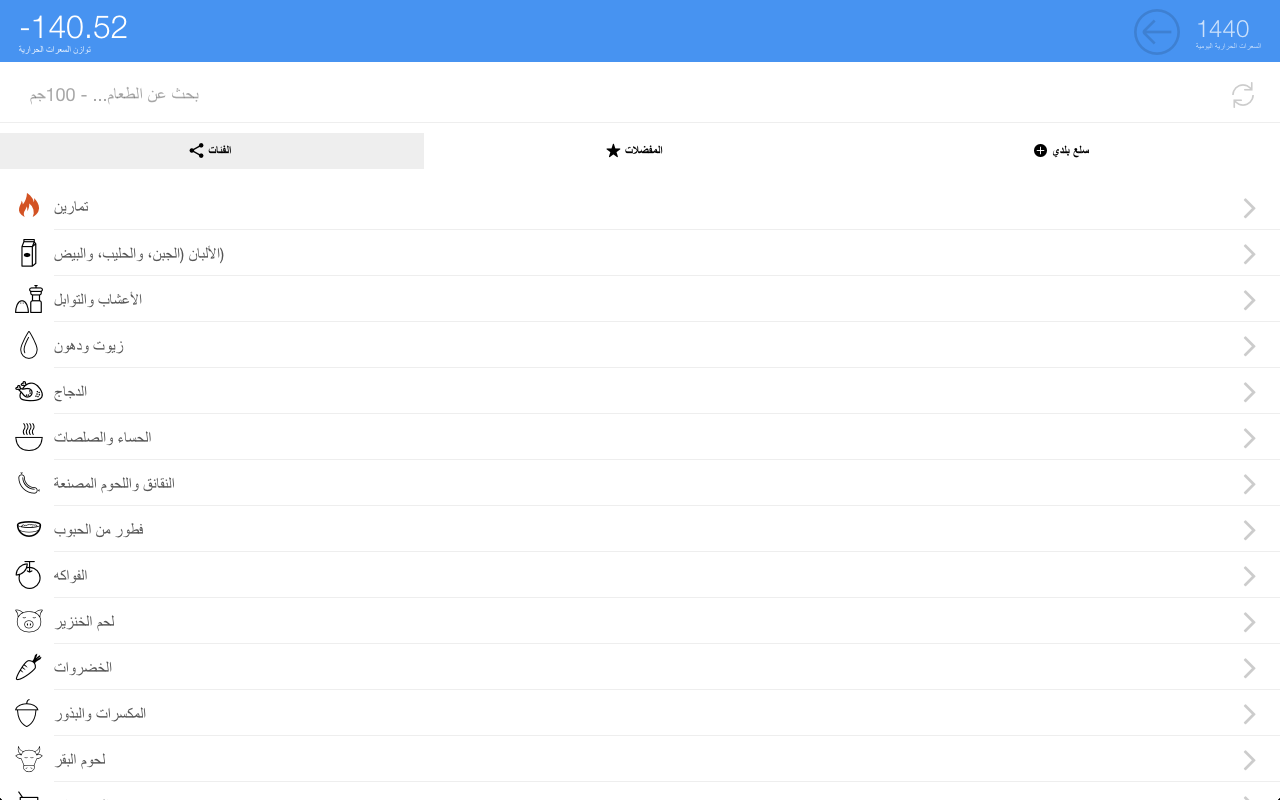 -140.52
توازن السعرات الحرارية
1440
السعرات الحرارية اليومية
بحث عن الطعام... - 100جم
الفئات
المفضلات
سلع بلدي
تمارين
الألبان (الجبن، والحليب، والبيض)
الأعشاب والتوابل
زيوت ودهون
الدجاج
الحساء والصلصات
النقانق واللحوم المصنعة
فطور من الحبوب
الفواكه
لحم الخنزير
الخضروات
المكسرات والبذور
لحوم البقر